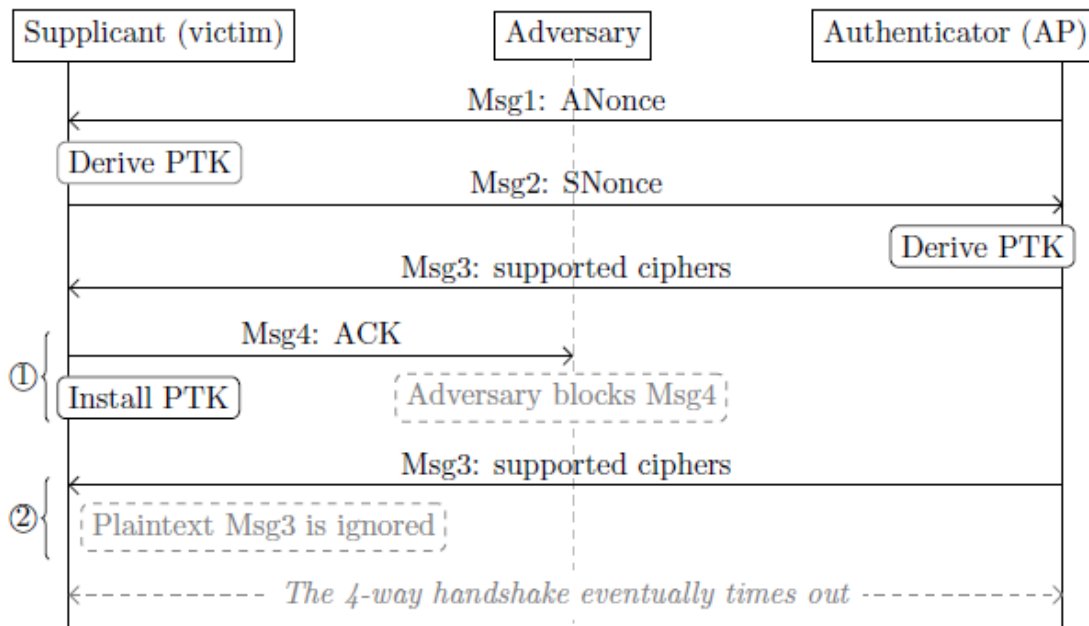 Supplicant (victim)
Adversary
Authenticator (AP)
Msg1: ANonce
Derive PTK
Msg2: SNonce
Derive PTK
Msg3: supported ciphers
Msg4: ACK
①
Install PTK
Adversary blocks Msg4
Msg3: supported ciphers
②
Plaintext Msg3 is ignored
The 4-way handshake eventually times out